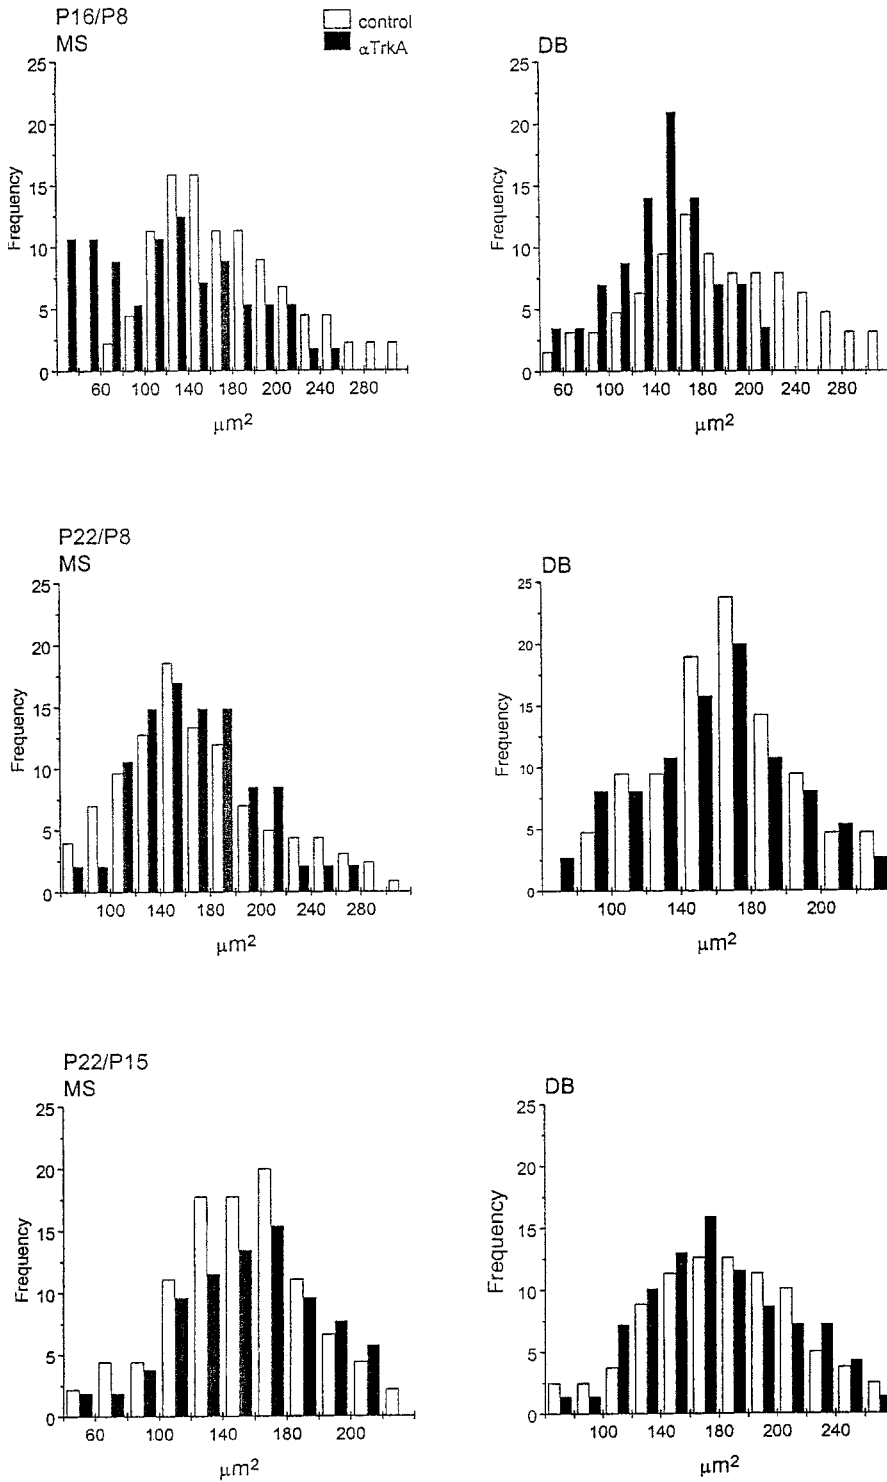 P16/P8
MS
control
αTrkA
25
20
15
10
5
0
Frequency
60 100 140 180 200 240 280
μm²
DB
25
20
15
10
5
0
Frequency
60 100 140 180 200 240 280
μm²
P22/P8
MS
25
20
15
10
5
0
Frequency
100 140 180 200 240 280
μm²
DB
25
20
15
10
5
0
Frequency
100 140 180 200
μm²
P22/P15
MS
25
20
15
10
5
0
Frequency
60 100 140 180 200
μm²
DB
25
20
15
10
5
0
Frequency
100 140 180 200 240
μm²